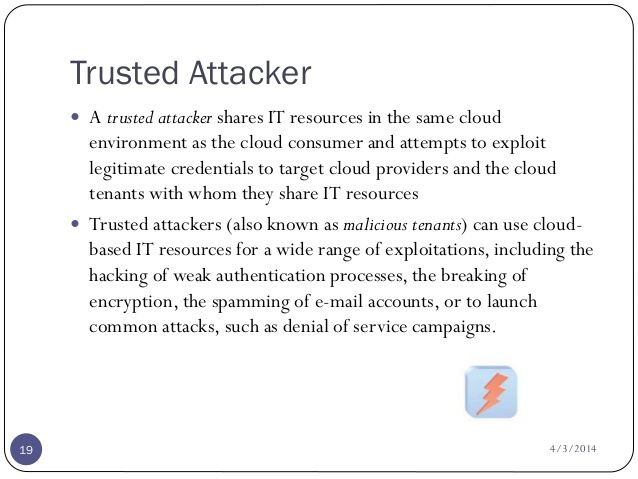 Trusted Attacker
• A trusted attacker shares IT resources in the same cloud
environment as the cloud consumer and attempts to exploit
legitimate credentials to target cloud providers and the cloud
tenants with whom they share IT resources
• Trusted attackers (also known as malicious tenants) can use cloud-
based IT resources for a wide range of exploitations, including the
hacking of weak authentication processes, the breaking of
encryption, the spamming of e-mail accounts, or to launch
common attacks, such as denial of service campaigns.
19
4/3/2014